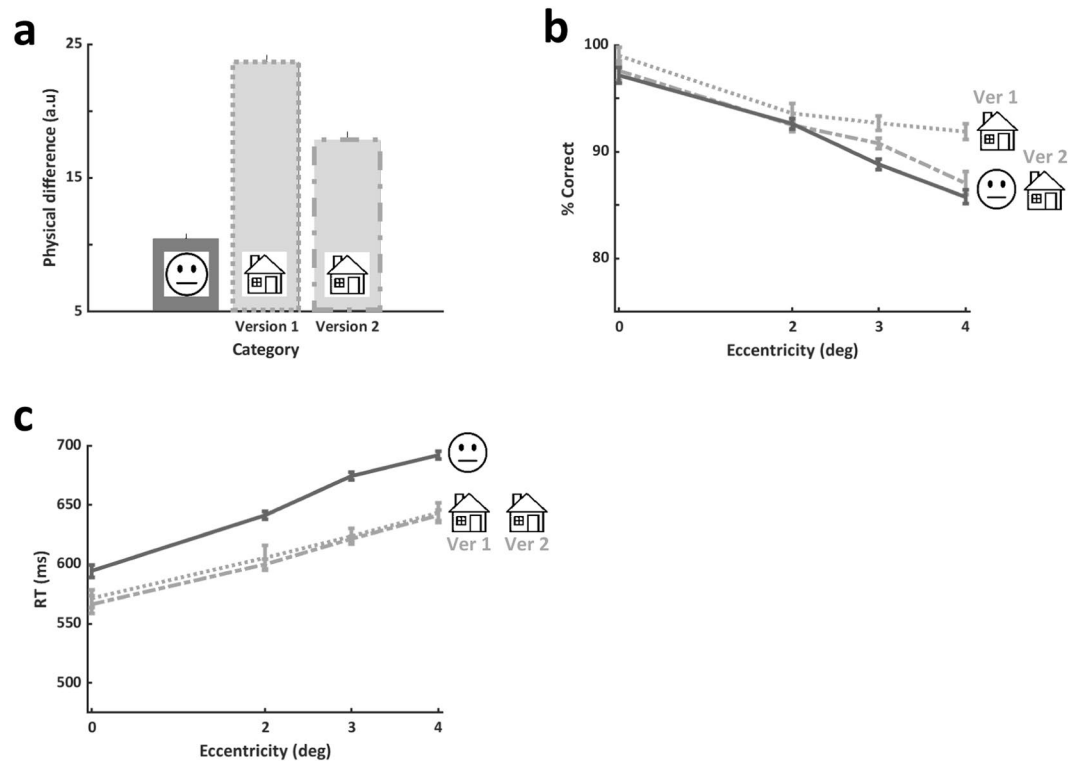 a
Physical difference (a.u)
25
15
5
Version 1 Version 2
Category
b
% Correct
100
90
80
0 2 3 4
Eccentricity (deg)
Ver 1
Ver 2
c
RT (ms)
700
650
600
550
500
0 2 3 4
Eccentricity (deg)
Ver 1 Ver 2